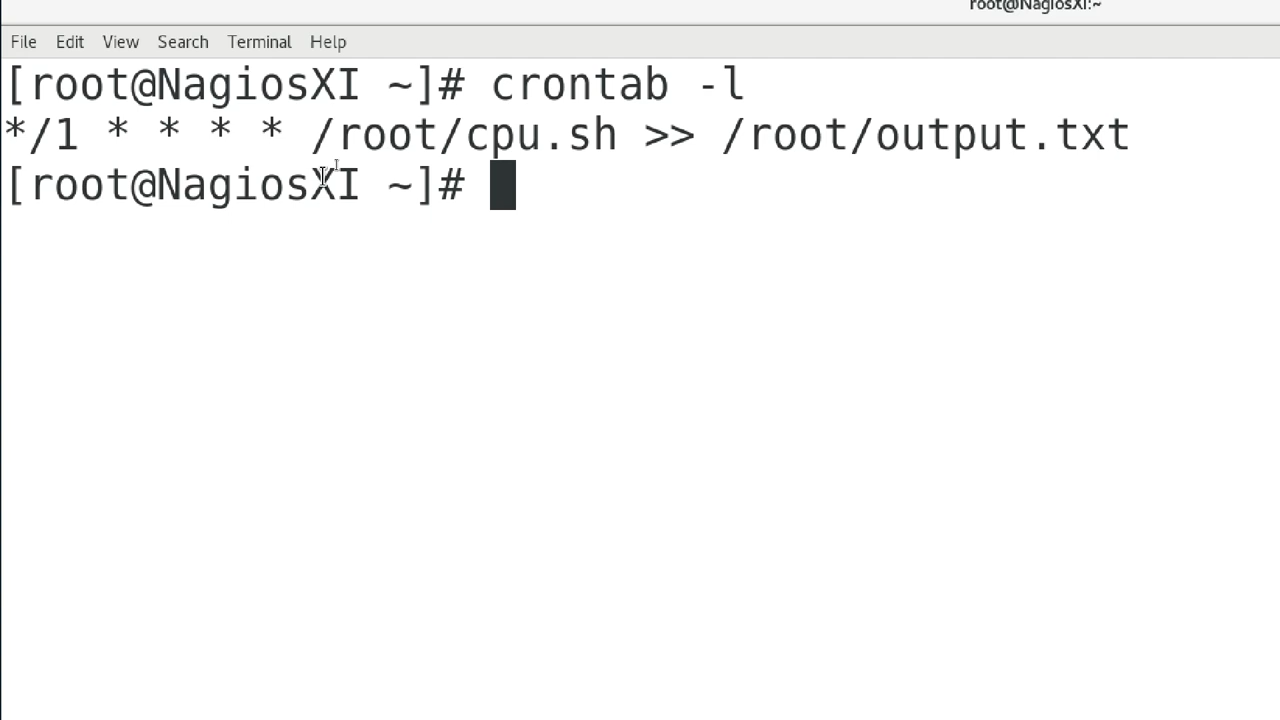 root@NagiosXI:~
File Edit View Search Terminal Help
[root@NagiosXI ~]# crontab -l
*/1 * * * * /root/cpu.sh >> /root/output.txt
[root@NagiosXI ~]#